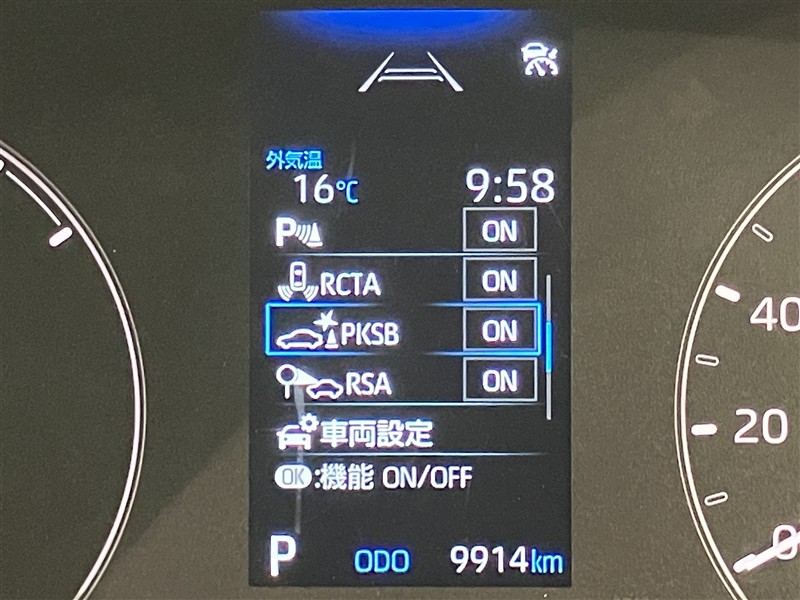 外気温
16℃ 9:58
P ON
RCTA ON
PKSB ON
RSA ON
車両設定
OK:機能 ON/OFF
P ODO 9914km
40
20
0